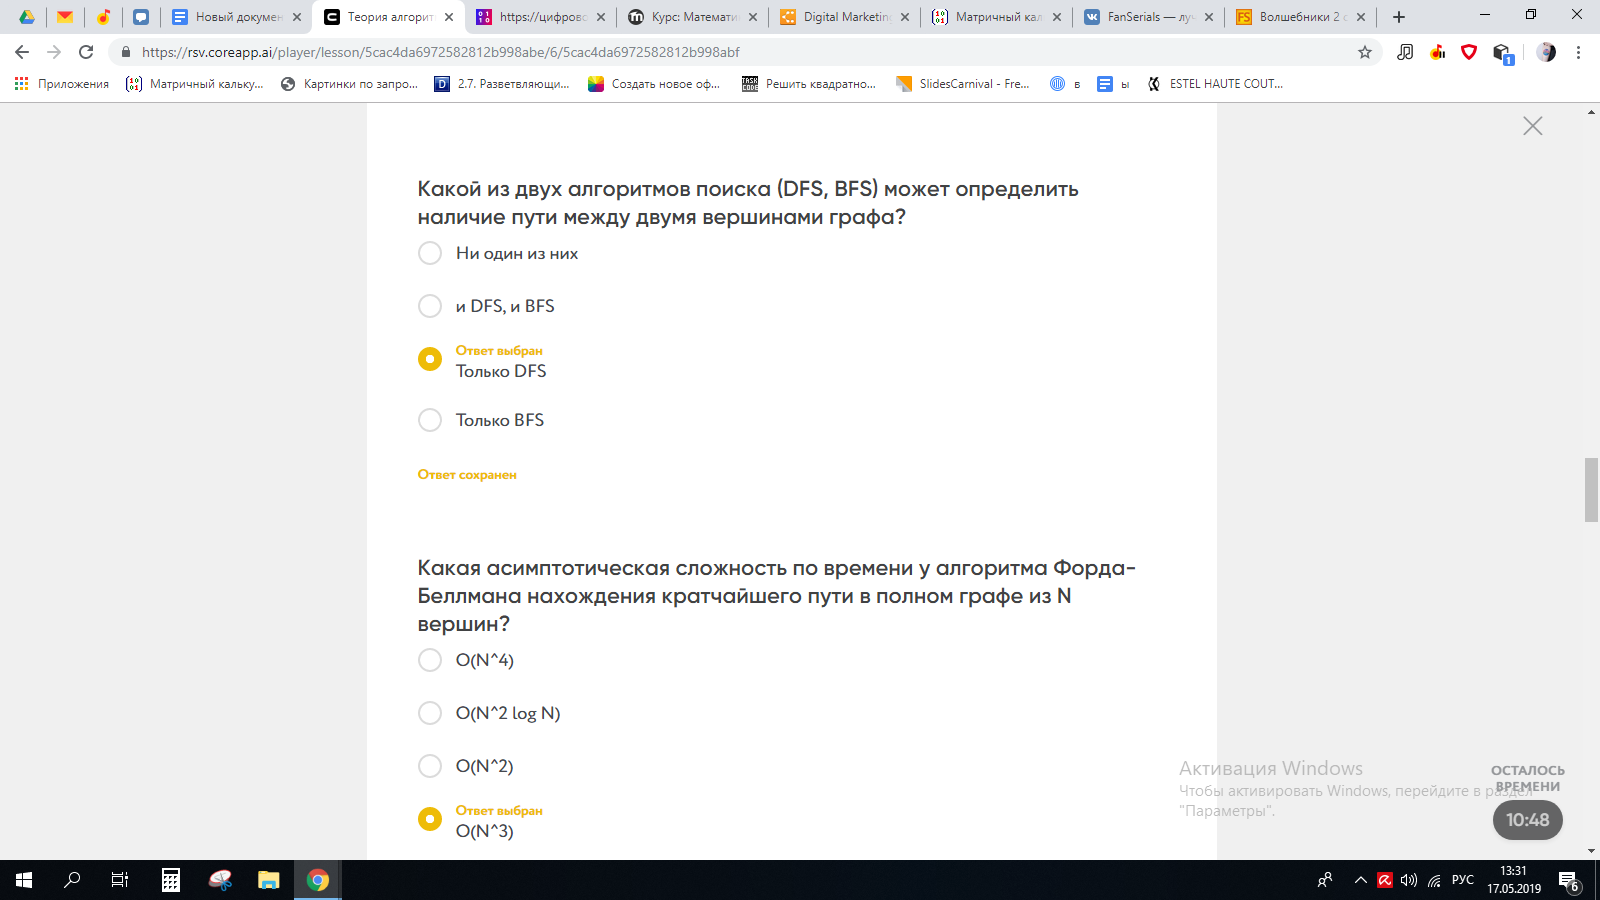 Новый докумен
Теория алгорит
https://цифрово
Курс: Математи
Digital Marketing
Матричный кал
FanSerials — луч
Волшебники 2 с
https://rsv.coreapp.ai/player/lesson/5cac4da6972582812b998abe/6/5cac4da6972582812b998abf
1
Приложения
Матричный кальку...
Картинки по запро...
2.7. Разветвляющи...
Создать новое оф...
Решить квадратно...
SlidesCarnival - Fre...
в
ы
ESTEL HAUTE COUT...
Какой из двух алгоритмов поиска (DFS, BFS) может определить
наличие пути между двумя вершинами графа?
Ни один из них
и DFS, и BFS
Ответ выбран
Только DFS
Только BFS
Ответ сохранен
Какая асимптотическая сложность по времени у алгоритма Форда-
Беллмана нахождения кратчайшего пути в полном графе из N
вершин?
O(N^4)
O(N^2 log N)
O(N^2)
Ответ выбран
O(N^3)
Активация Windows
Чтобы активировать Windows, перейдите в раздел
"Параметры".
ОСТАЛОСЬ
ВРЕМЕНИ
10:48
РУС
13:31
17.05.2019
6